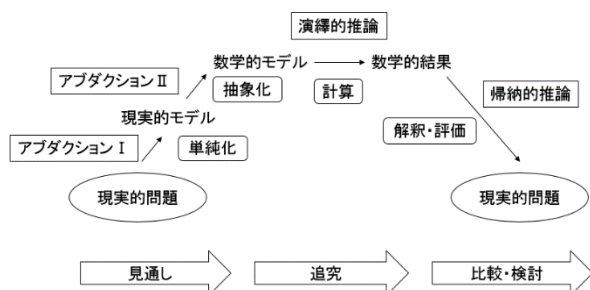 演繹的推論
数学的モデル
数学的結果
アブダクションⅡ
抽象化
計算
帰納的推論
現実的モデル
解釈・評価
アブダクションⅠ
単純化
現実的問題
現実的問題
見通し
追究
比較・検討